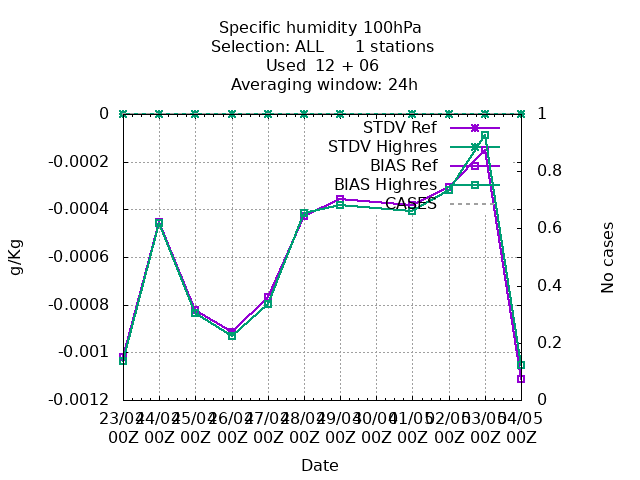 Specific humidity 100hPa
Selection: ALL 1 stations
Used 12 + 06
Averaging window: 24h
0
-0.0002
-0.0004
-0.0006
-0.0008
-0.001
-0.0012
g/Kg
1
0.8
0.6
0.4
0.2
0
No cases
STDV Ref
STDV Highres
BIAS Ref
BIAS Highres
CASES
23/04 24/04 25/04 26/04 27/04 28/04 29/04 30/04 01/05 02/05 03/05 04/05
00Z 00Z 00Z 00Z 00Z 00Z 00Z 00Z 00Z 00Z 00Z 00Z
Date